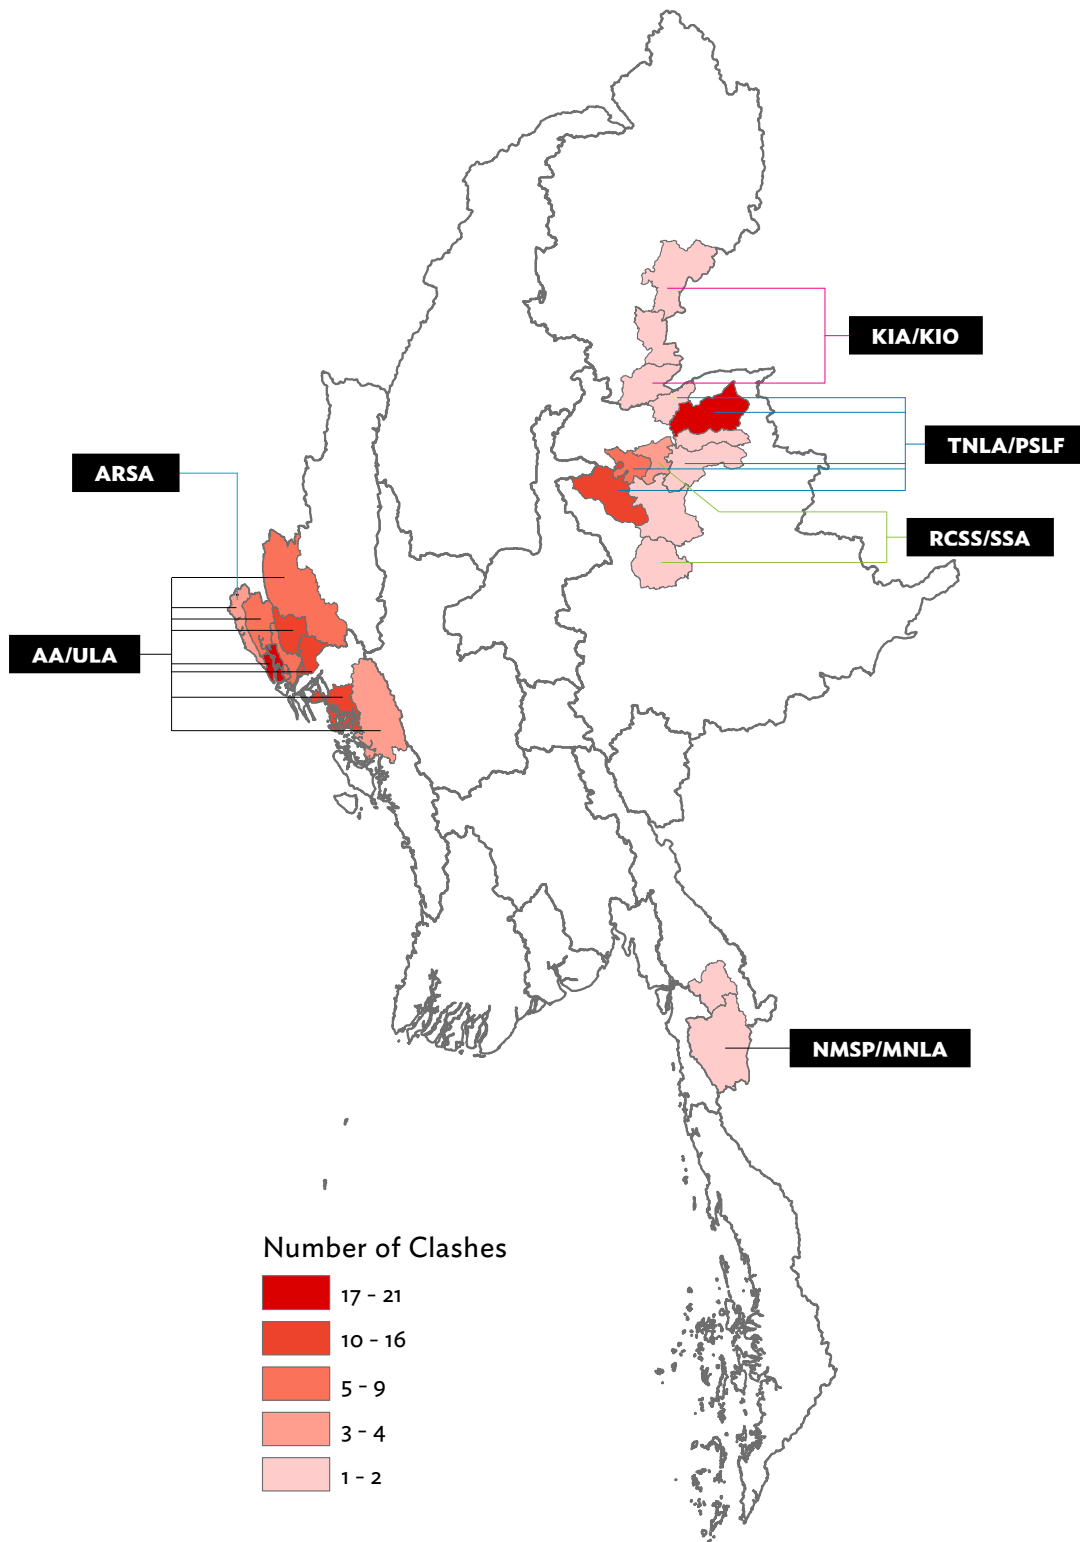 KIA/KIO
TNLA/PSLF
ARSA
RCSS/SSA
AA/ULA
NMSP/MNLA
Number of Clashes
17 - 21
10 - 16
5 - 9
3 - 4
1 - 2